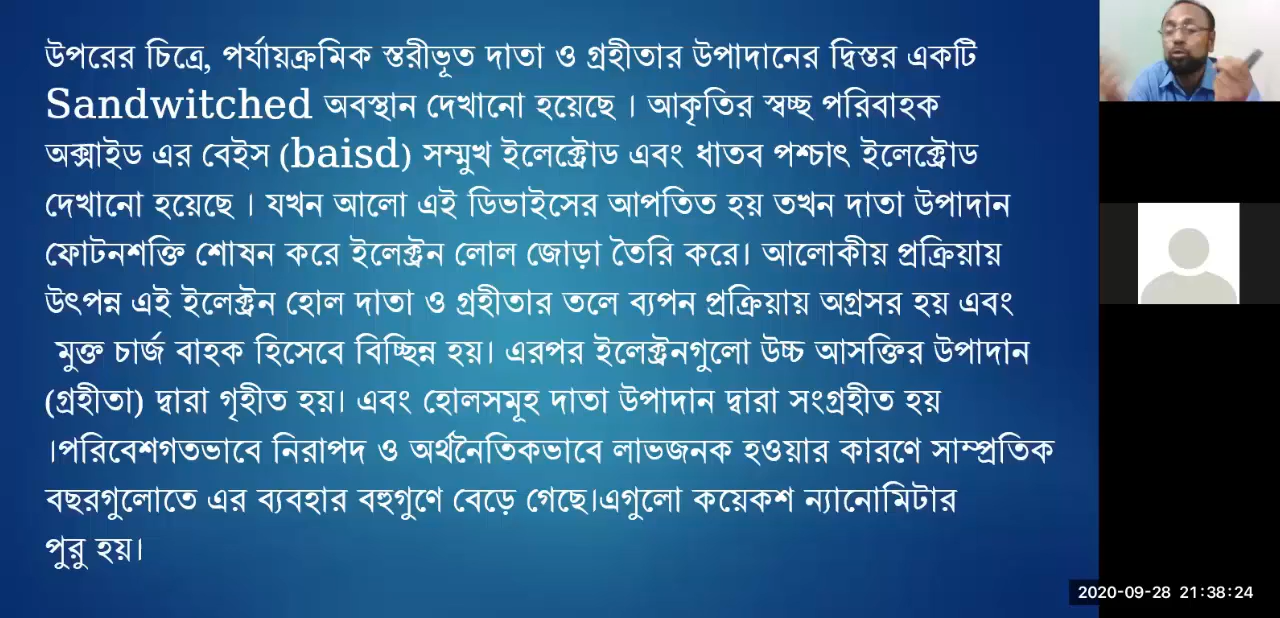 উপরের চিত্রে, পর্যায়ক্রমিক স্তরীভূত দাতা ও গ্রহীতার উপাদানের দ্বিস্তর একটি
Sandwitched অবস্থান দেখানো হয়েছে । আকৃতির স্বচ্ছ পরিবাহক
অক্সাইড এর বেইস (baisd) সম্মুখ ইলেক্ট্রোড এবং ধাতব পশ্চাৎ ইলেক্ট্রোড
দেখানো হয়েছে । যখন আলো এই ডিভাইসের আপতিত হয় তখন দাতা উপাদান
ফোটনশক্তি শোষন করে ইলেক্ট্রন লোল জোড়া তৈরি করে। আলোকীয় প্রক্রিয়ায়
উৎপন্ন এই ইলেক্ট্রন হোল দাতা ও গ্রহীতার তলে ব্যপন প্রক্রিয়ায় অগ্রসর হয় এবং
মুক্ত চার্জ বাহক হিসেবে বিচ্ছিন্ন হয়। এরপর ইলেক্ট্রনগুলো উচ্চ আসক্তির উপাদান
(গ্রহীতা) দ্বারা গৃহীত হয়। এবং হোলসমূহ দাতা উপাদান দ্বারা সংগ্রহীত হয়
।পরিবেশগতভাবে নিরাপদ ও অর্থনৈতিকভাবে লাভজনক হওয়ার কারণে সাম্প্রতিক
বছরগুলোতে এর ব্যবহার বহুগুণে বেড়ে গেছে।এগুলো কয়েকশ ন্যানোমিটার
পুরু হয়।
2020-09-28 21:38:24